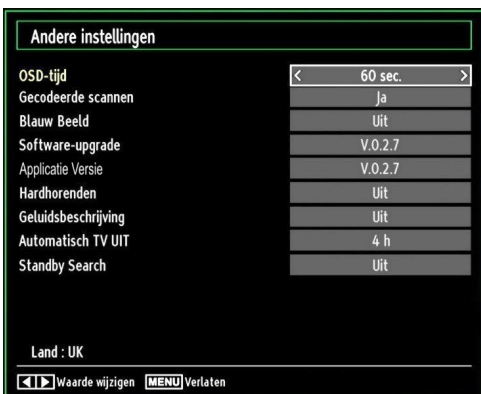 Andere instellingen
OSD-tijd < 60 sec. >
Gecodeerde scannen Ja
Blauw Beeld Uit
Software-upgrade V.0.2.7
Applicatie Versie V.0.2.7
Hardhorenden Uit
Geluidsbeschrijving Uit
Automatisch TV UIT 4 h
Standby Search Uit
Land : UK
Waarde wijzigen MENU Verlaten